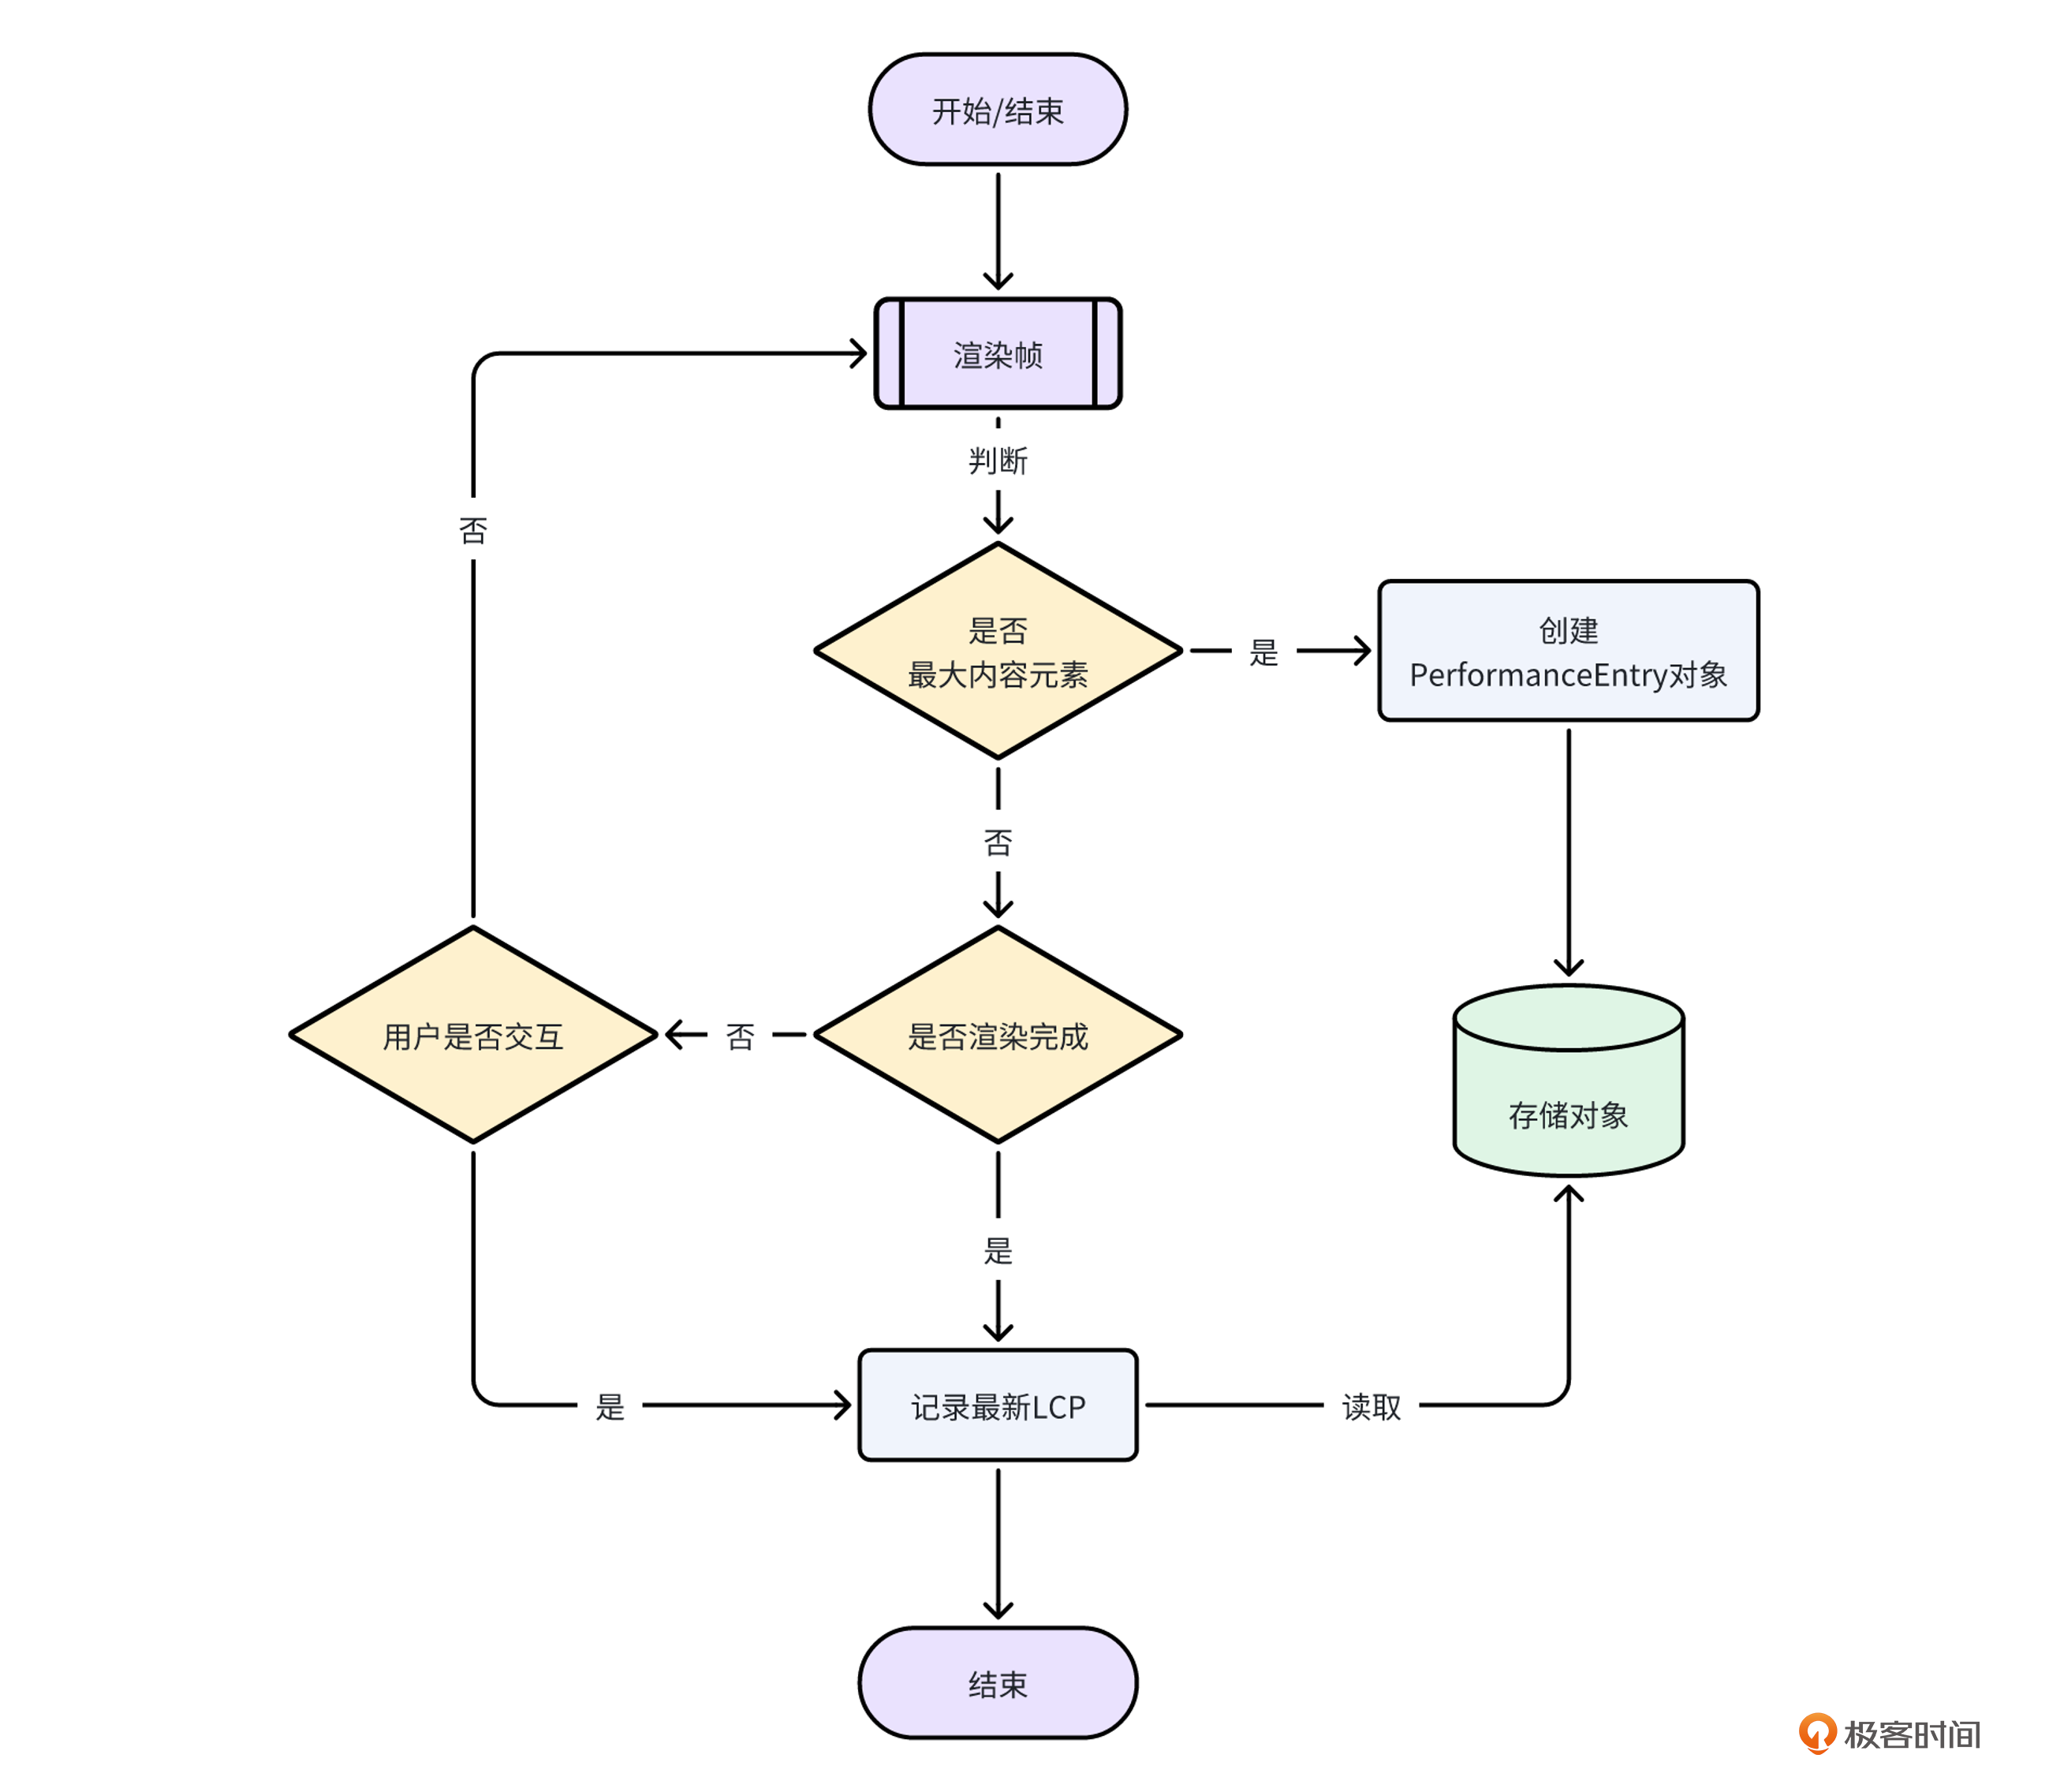 开始/结束
渲染帧
判断
否
是否
最大内容元素
是
创建
PerformanceEntry对象
否
用户是否交互
否
是否渲染完成
存储对象
是
是
记录最新LCP
读取
结束
极客时间